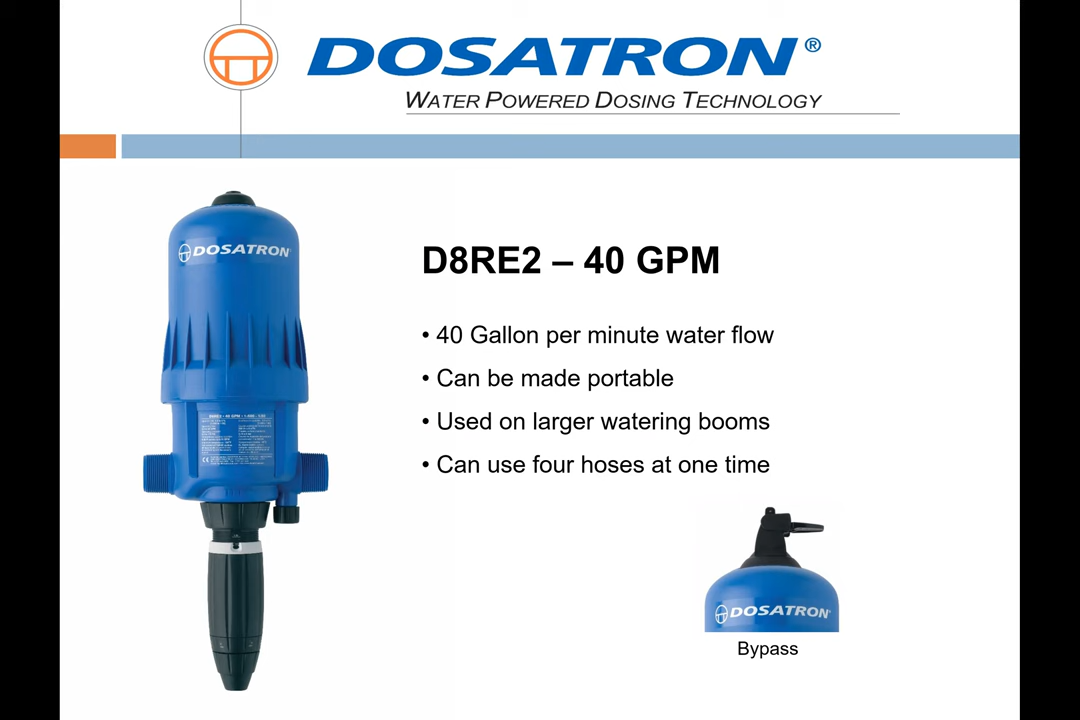 DOSATRON®
WATER POWERED DOSING TECHNOLOGY
DOSATRON
D8RE2 – 40 GPM
• 40 Gallon per minute water flow
• Can be made portable
• Used on larger watering booms
• Can use four hoses at one time
DOSATRON
Bypass